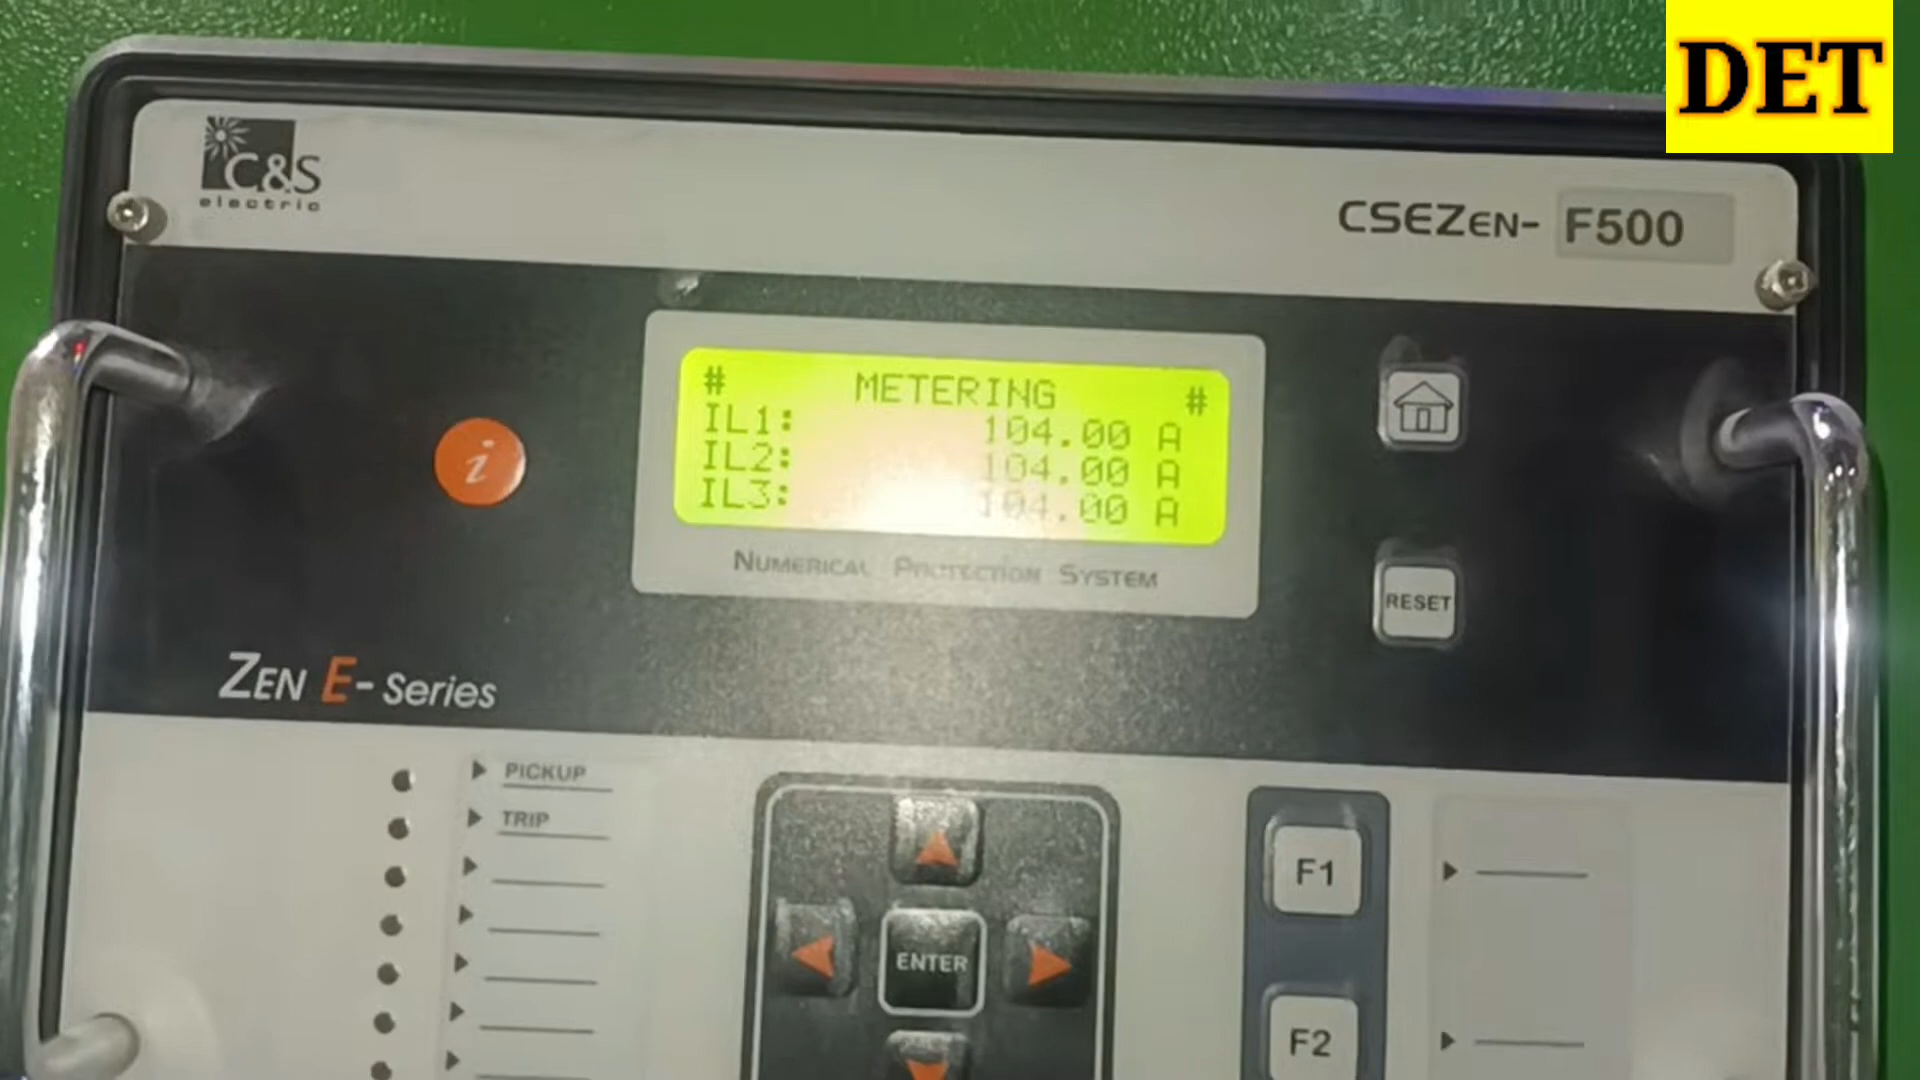 DET
C&S
electric
CSEZEN- F500
# METERING #
IL1: 104.00 A
IL2: 104.00 A
IL3: 104.00 A
NUMERICAL PROTECTION SYSTEM
i
RESET
ZEN E- Series
PICKUP
TRIP
ENTER
F1
F2